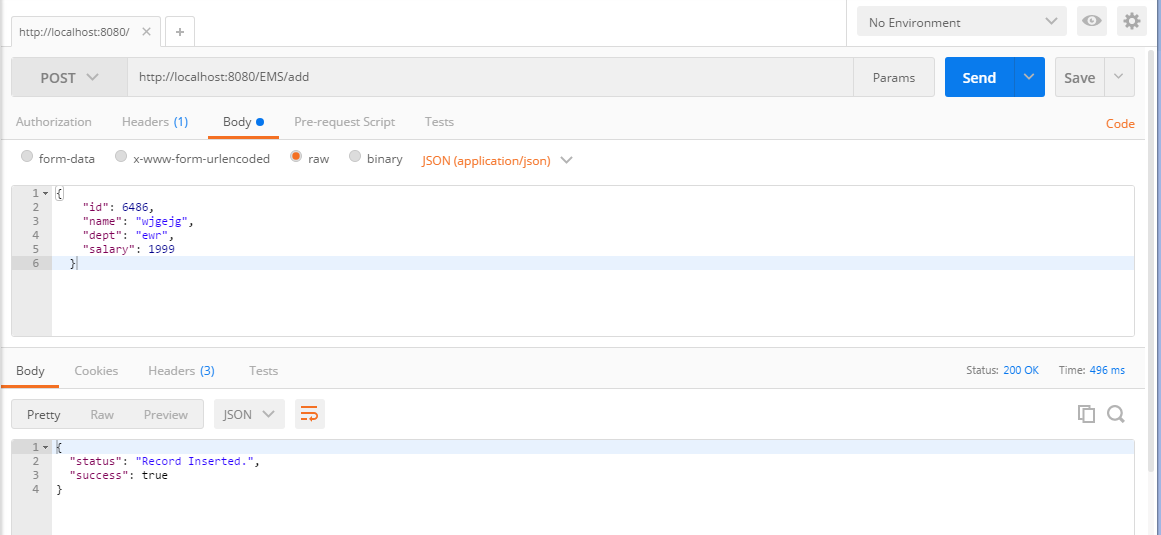 http://localhost:8080/ ✕ +
No Environment
POST http://localhost:8080/EMS/add Params Send Save
Authorization Headers (1) Body Pre-request Script Tests Code
form-data x-www-form-urlencoded raw binary JSON (application/json)
1 {
2 "id": 6486,
3 "name": "wjgejg",
4 "dept": "ewr",
5 "salary": 1999
6 }
Body Cookies Headers (3) Tests Status: 200 OK Time: 496 ms
Pretty Raw Preview JSON
1 {
2 "status": "Record Inserted.",
3 "success": true
4 }